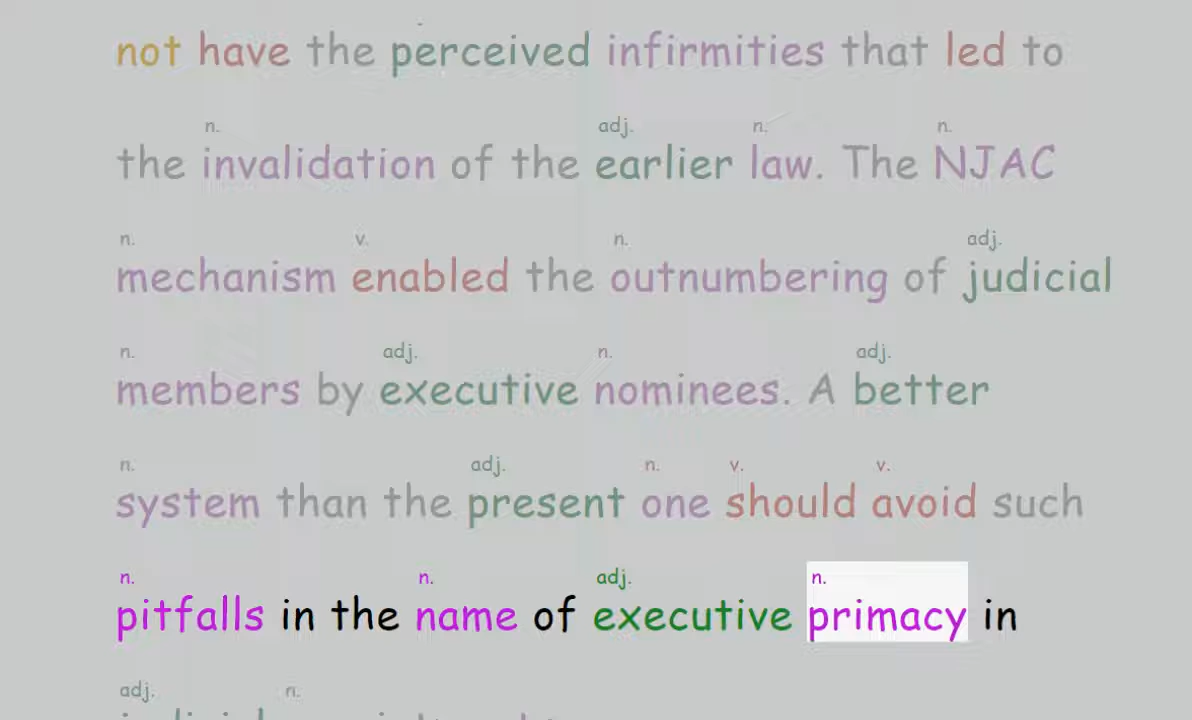 not have the perceived infirmities that led to
n. adj. n. n.
the invalidation of the earlier law. The NJAC
n. v. n. adj.
mechanism enabled the outnumbering of judicial
n. adj. n. adj.
members by executive nominees. A better
n. adj. n. v. v.
system than the present one should avoid such
n. n. adj. n.
pitfalls in the name of executive primacy in
adj. n.